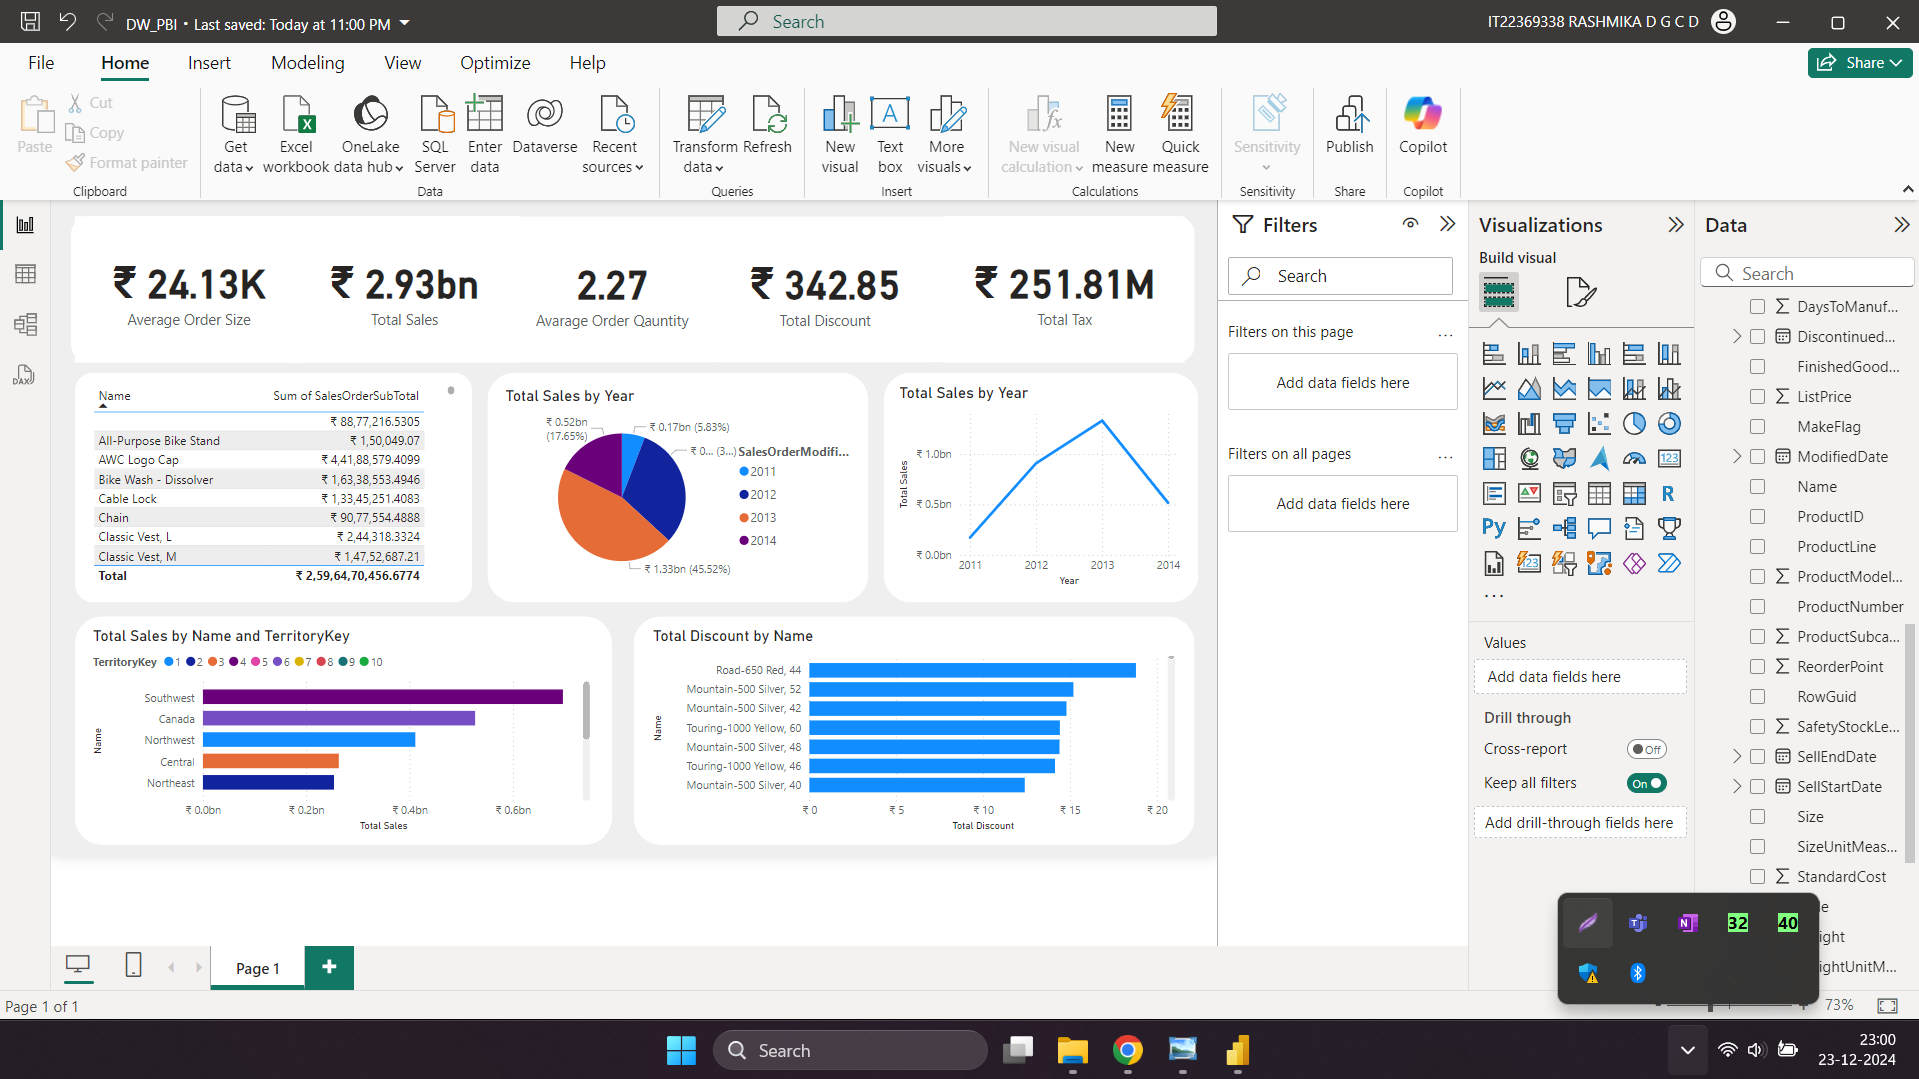 DW_PBI • Last saved: Today at 11:00 PM
Search
IT22369338 RASHMIKA D G C D
File Home Insert Modeling View Optimize Help
Share
Paste
Cut
Copy
Format painter
Clipboard
Get data
Excel workbook
OneLake data hub
SQL Server
Enter data
Dataverse
Recent sources
Data
Transform data
Refresh
Queries
New visual
Text box
More visuals
Insert
New visual calculation
New measure
Quick measure
Calculations
Sensitivity
Sensitivity
Publish
Share
Copilot
Copilot
₹ 24.13K
Average Order Size
₹ 2.93bn
Total Sales
2.27
Avarage Order Qauntity
₹ 342.85
Total Discount
₹ 251.81M
Total Tax
Name Sum of SalesOrderSubTotal
₹ 88,77,216.5305
All-Purpose Bike Stand ₹ 1,50,049.07
AWC Logo Cap ₹ 4,41,88,579.4099
Bike Wash - Dissolver ₹ 1,63,38,553.4946
Cable Lock ₹ 1,33,45,251.4083
Chain ₹ 90,77,554.4888
Classic Vest, L ₹ 2,44,318.3324
Classic Vest, M ₹ 1,47,52,687.21
Total ₹ 2,59,64,70,456.6774
Total Sales by Year
₹ 0.52bn (17.65%)
₹ 0.17bn (5.83%)
₹ 0... (3...)
₹ 1.33bn (45.52%)
SalesOrderModifi...
2011
2012
2013
2014
Total Sales by Year
Total Sales
₹ 1.0bn
₹ 0.5bn
₹ 0.0bn
2011 2012 2013 2014
Year
Total Sales by Name and TerritoryKey
TerritoryKey 1 2 3 4 5 6 7 8 9 10
Name
Southwest
Canada
Northwest
Central
Northeast
₹ 0.0bn ₹ 0.2bn ₹ 0.4bn ₹ 0.6bn
Total Sales
Total Discount by Name
Name
Road-650 Red, 44
Mountain-500 Silver, 52
Mountain-500 Silver, 42
Touring-1000 Yellow, 60
Mountain-500 Silver, 48
Touring-1000 Yellow, 46
Mountain-500 Silver, 40
₹ 0 ₹ 5 ₹ 10 ₹ 15 ₹ 20
Total Discount
Filters
Search
Filters on this page ...
Add data fields here
Filters on all pages ...
Add data fields here
Visualizations
Build visual
123
R
Py
123
...
Values
Add data fields here
Drill through
Cross-report Off
Keep all filters On
Add drill-through fields here
Data
Search
DaysToManuf...
Discontinued...
FinishedGood...
ListPrice
MakeFlag
ModifiedDate
Name
ProductID
ProductLine
ProductModel...
ProductNumber
ProductSubca...
ReorderPoint
RowGuid
SafetyStockLe...
SellEndDate
SellStartDate
Size
SizeUnitMeas...
StandardCost
32 40
Page 1
Page 1 of 1
73%
Search
23:00
23-12-2024